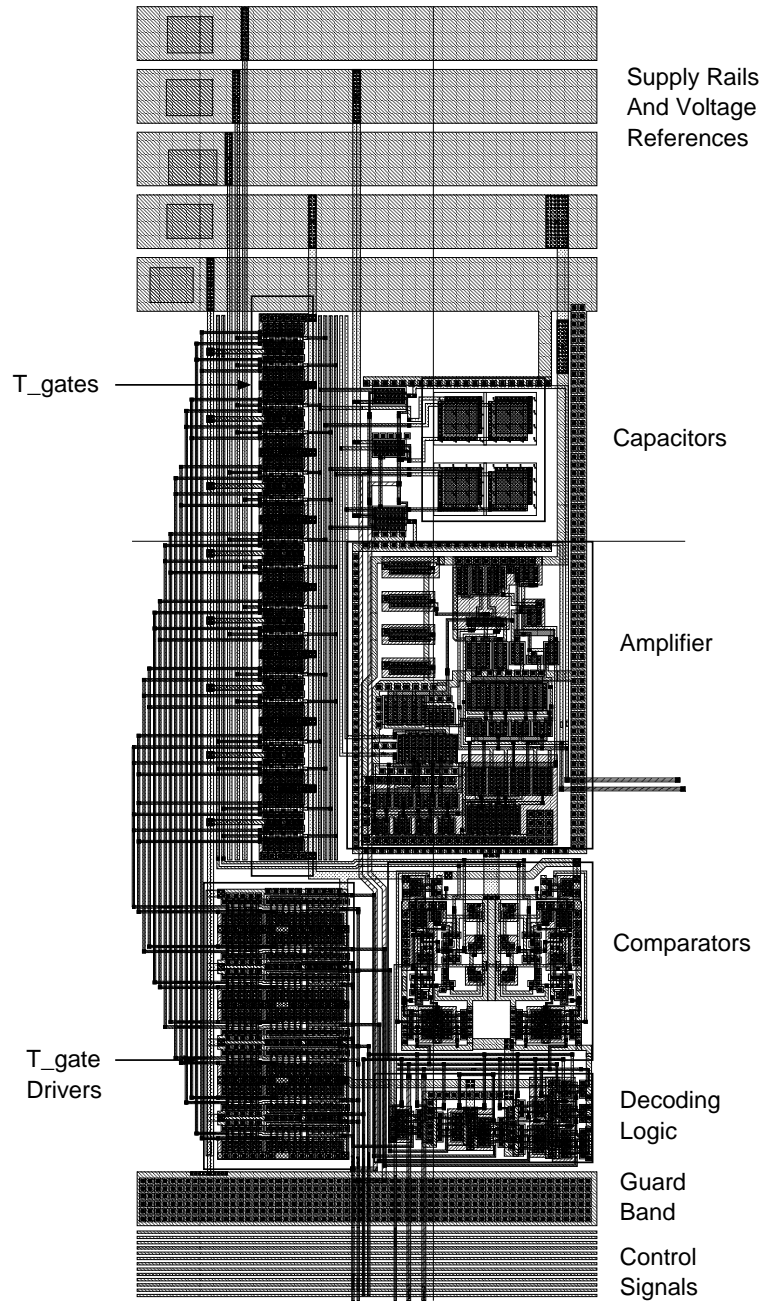 Supply Rails
And Voltage
References
T_gates
Capacitors
Amplifier
Comparators
T_gate
Drivers
Decoding
Logic
Guard
Band
Control
Signals